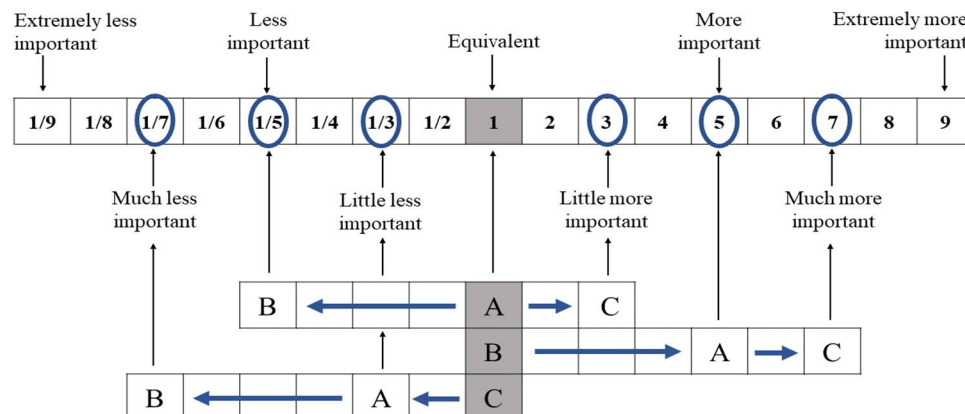 Extremely less
important
Less
important
Equivalent
More
important
Extremely more
important
1/9 1/8 1/7 1/6 1/5 1/4 1/3 1/2 1 2 3 4 5 6 7 8 9
Much less
important
Little less
important
Little more
important
Much more
important
B A C
B A C
B A C